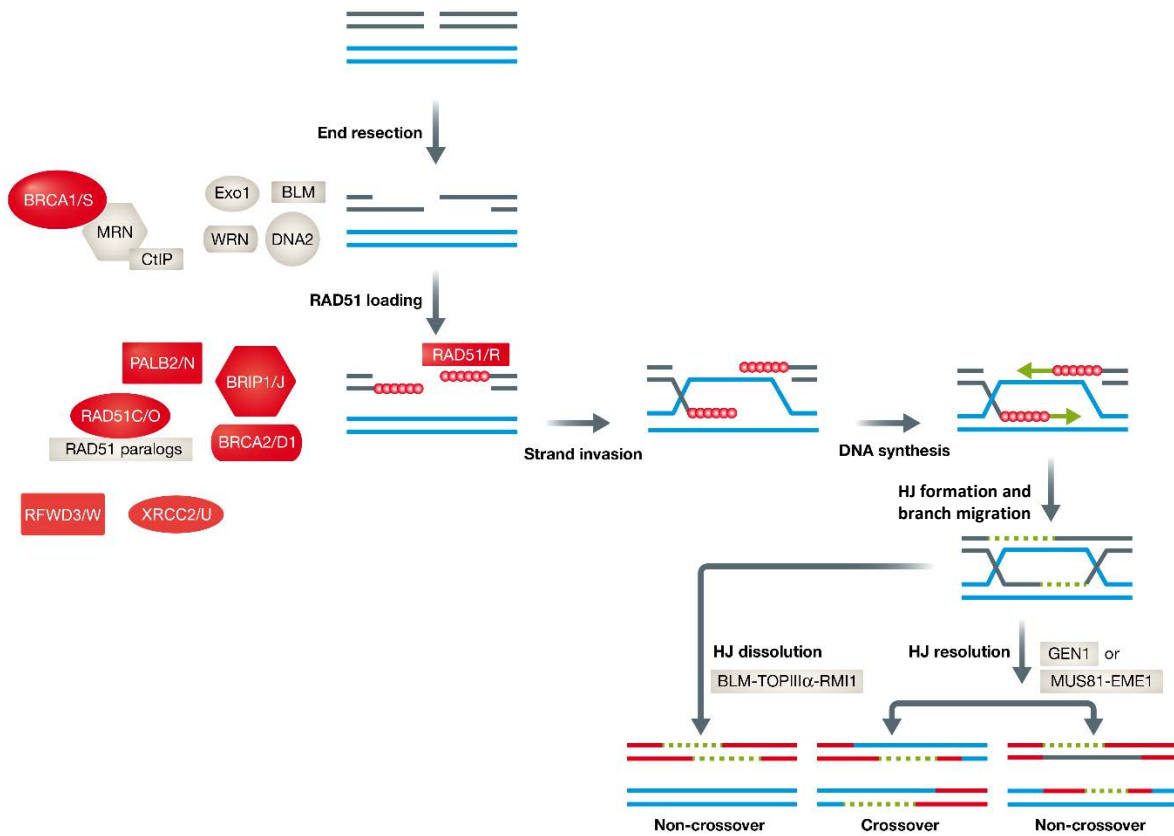 End resection
BRCA1/S
MRN
CtIP
Exo1
BLM
WRN
DNA2
RAD51 loading
PALB2/N
BRIP1/J
RAD51C/O
RAD51 paralogs
BRCA2/D1
RFWD3/W
XRCC2/U
RAD51/R
Strand invasion
DNA synthesis
HJ formation and
branch migration
HJ dissolution
BLM-TOPIIIα-RMI1
HJ resolution
GEN1 or
MUS81-EME1
Non-crossover
Crossover
Non-crossover